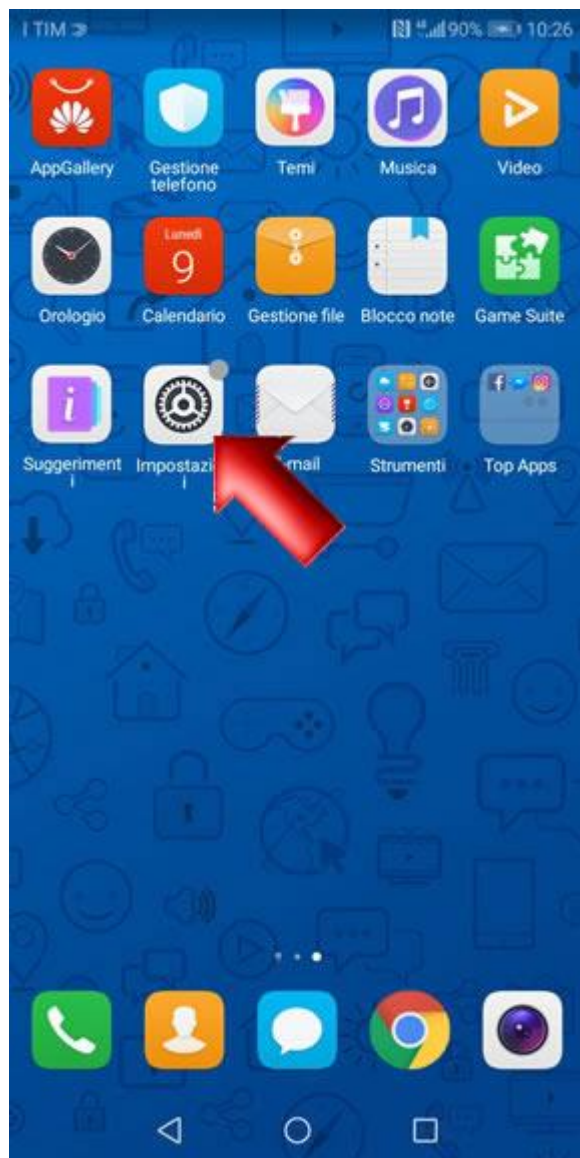 I TIM
90% 10:26
AppGallery
Gestione
telefono
Temi
Musica
Video
Lunedì
9
Orologio
Calendario
Gestione file
Blocco note
Game Suite
Suggeriment
i
Impostazi
i
mail
Strumenti
Top Apps